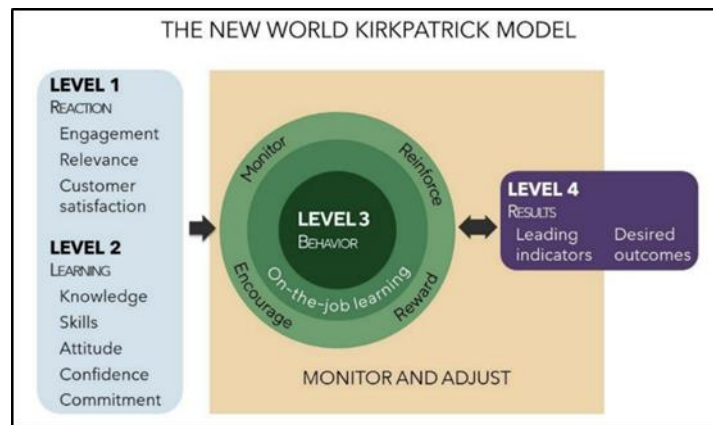 THE NEW WORLD KIRKPATRICK MODEL
LEVEL 1
REACTION
Engagement
Relevance
Customer
satisfaction
LEVEL 2
LEARNING
Knowledge
Skills
Attitude
Confidence
Commitment
Monitor
Reinforce
Encourage
Reward
LEVEL 3
BEHAVIOR
On-the-job learning
MONITOR AND ADJUST
LEVEL 4
RESULTS
Leading indicators
Desired outcomes